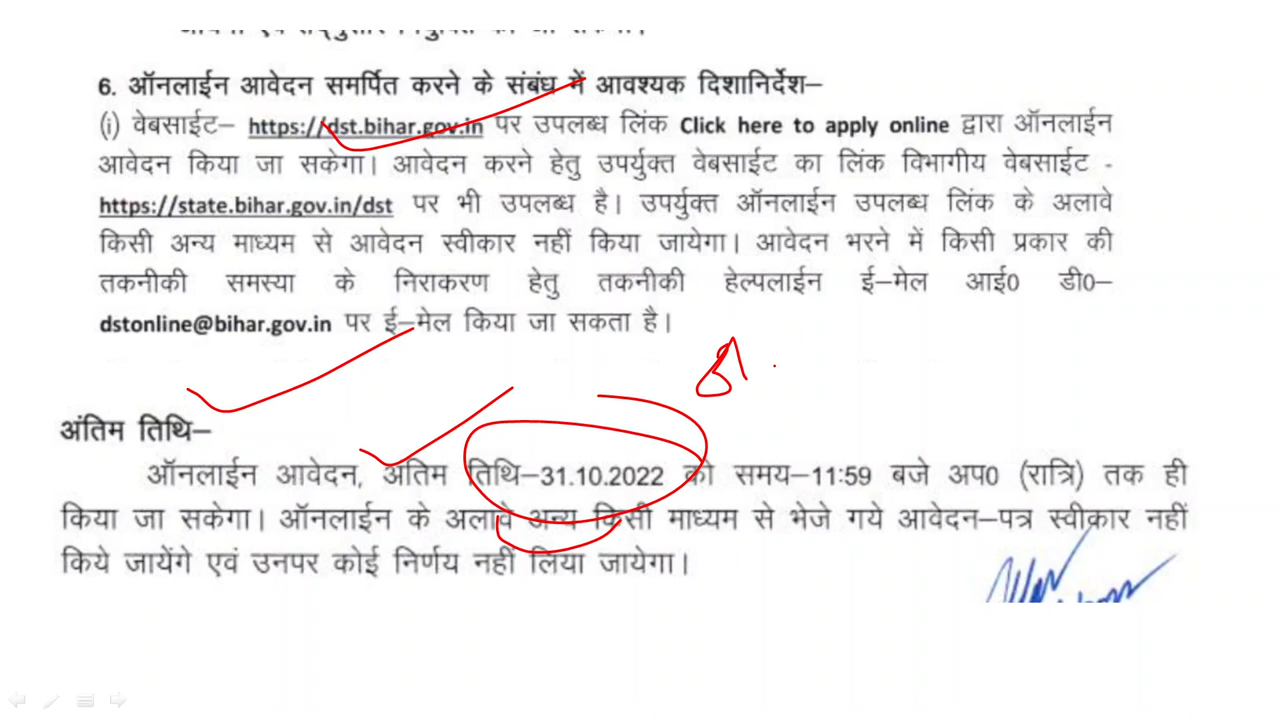 6. ऑनलाईन आवेदन समर्पित करने के संबंध में आवश्यक दिशानिर्देश–
(i) वेबसाईट– https://dst.bihar.gov.in पर उपलब्ध लिंक Click here to apply online द्वारा ऑनलाईन
आवेदन किया जा सकेगा। आवेदन करने हेतु उपर्युक्त वेबसाईट का लिंक विभागीय वेबसाईट -
https://state.bihar.gov.in/dst पर भी उपलब्ध है। उपर्युक्त ऑनलाईन उपलब्ध लिंक के अलावे
किसी अन्य माध्यम से आवेदन स्वीकार नहीं किया जायेगा। आवेदन भरने में किसी प्रकार की
तकनीकी समस्या के निराकरण हेतु तकनीकी हेल्पलाईन ई–मेल आई0 डी0–
dstonline@bihar.gov.in पर ई–मेल किया जा सकता है।
अंतिम तिथि–
ऑनलाईन आवेदन, अंतिम तिथि–31.10.2022 को समय–11:59 बजे अप0 (रात्रि) तक ही
किया जा सकेगा। ऑनलाईन के अलावे अन्य किसी माध्यम से भेजे गये आवेदन–पत्र स्वीकार नहीं
किये जायेंगे एवं उनपर कोई निर्णय नहीं लिया जायेगा।